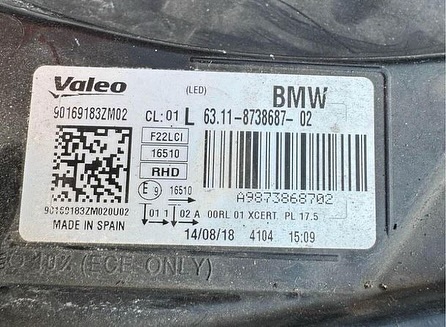 Valeo (LED) BMW
90169183ZM02 CL: 01 L 63.11-8738687-02
F22LCI
16510
RHD
E9 16510
A9873868702
90169183ZM020U02 01 1 02 A 00RL 01 XCERT PL 17.5
MADE IN SPAIN 14/08/18 4104 15:09
(ECE ONLY)